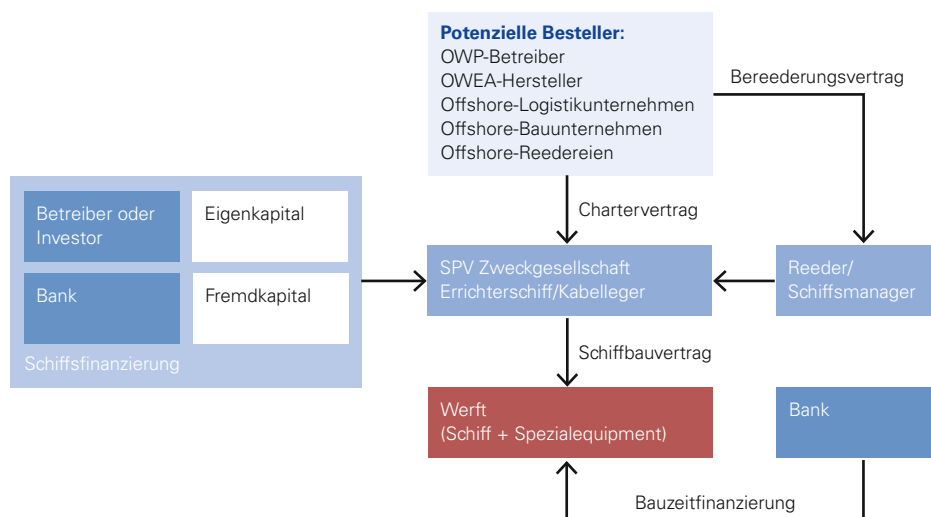 Potenzielle Besteller:
OWP-Betreiber
OWEA-Hersteller
Offshore-Logistikunternehmen
Offshore-Bauunternehmen
Offshore-Reedereien
Bereederungsvertrag
Chartervertrag
Betreiber oder
Investor
Eigenkapital
Bank
Fremdkapital
Schiffsfinanzierung
SPV Zweckgesellschaft
Errichterschiff/Kabelleger
Reeder/
Schiffsmanager
Schiffbauvertrag
Werft
(Schiff + Spezialequipment)
Bank
Bauzeitfinanzierung